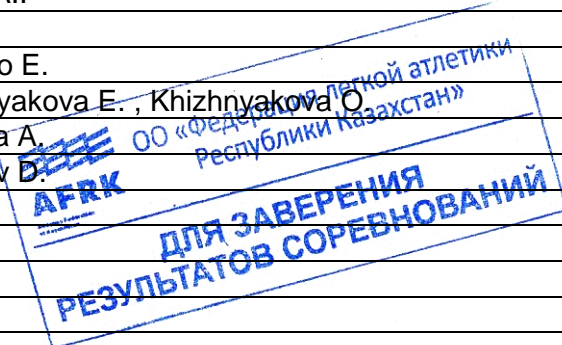 о E.
yakova E. , Khizhnyakova O.
a A.
v D.
ОО «Федерация легкой атлетики
Республики Казахстан»
AFRK
ДЛЯ ЗАВЕРЕНИЯ
РЕЗУЛЬТАТОВ СОРЕВНОВАНИЙ